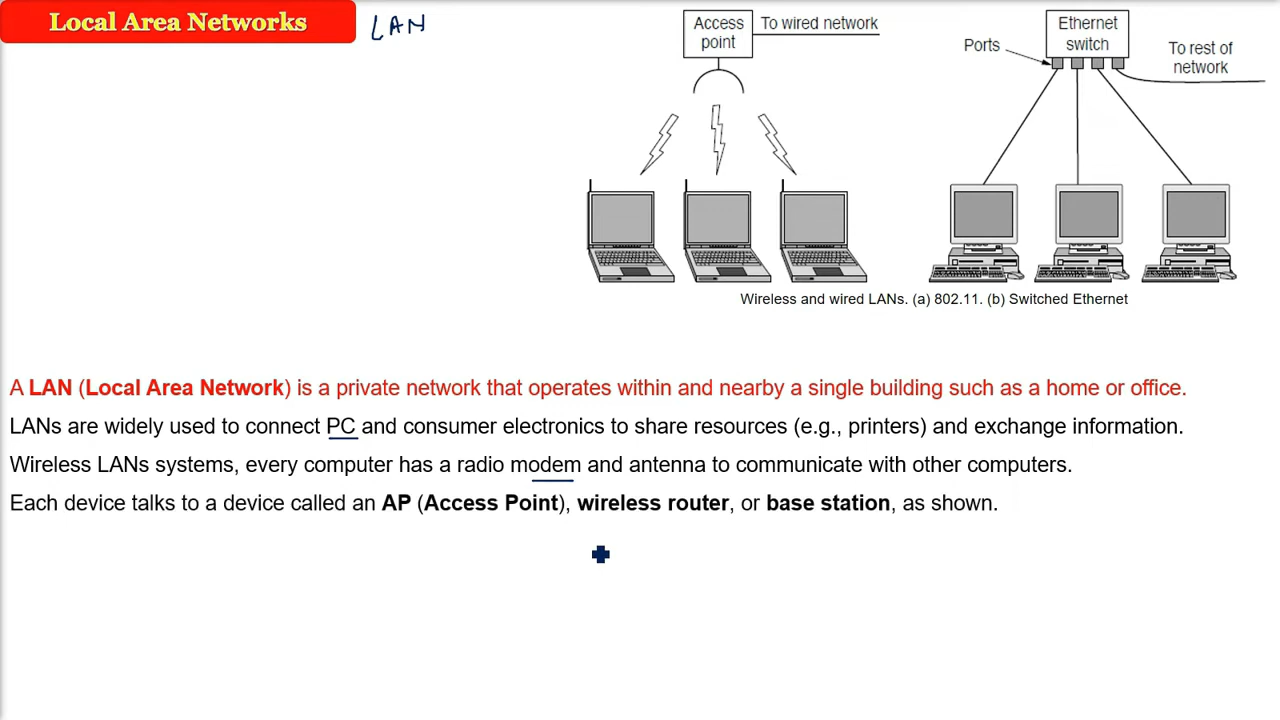 Local Area Networks
LAN
Access
point
To wired network
Ports
Ethernet
switch
To rest of
network
Wireless and wired LANs. (a) 802.11. (b) Switched Ethernet
A LAN (Local Area Network) is a private network that operates within and nearby a single building such as a home or office.
LANs are widely used to connect PC and consumer electronics to share resources (e.g., printers) and exchange information.
Wireless LANs systems, every computer has a radio modem and antenna to communicate with other computers.
Each device talks to a device called an AP (Access Point), wireless router, or base station, as shown.